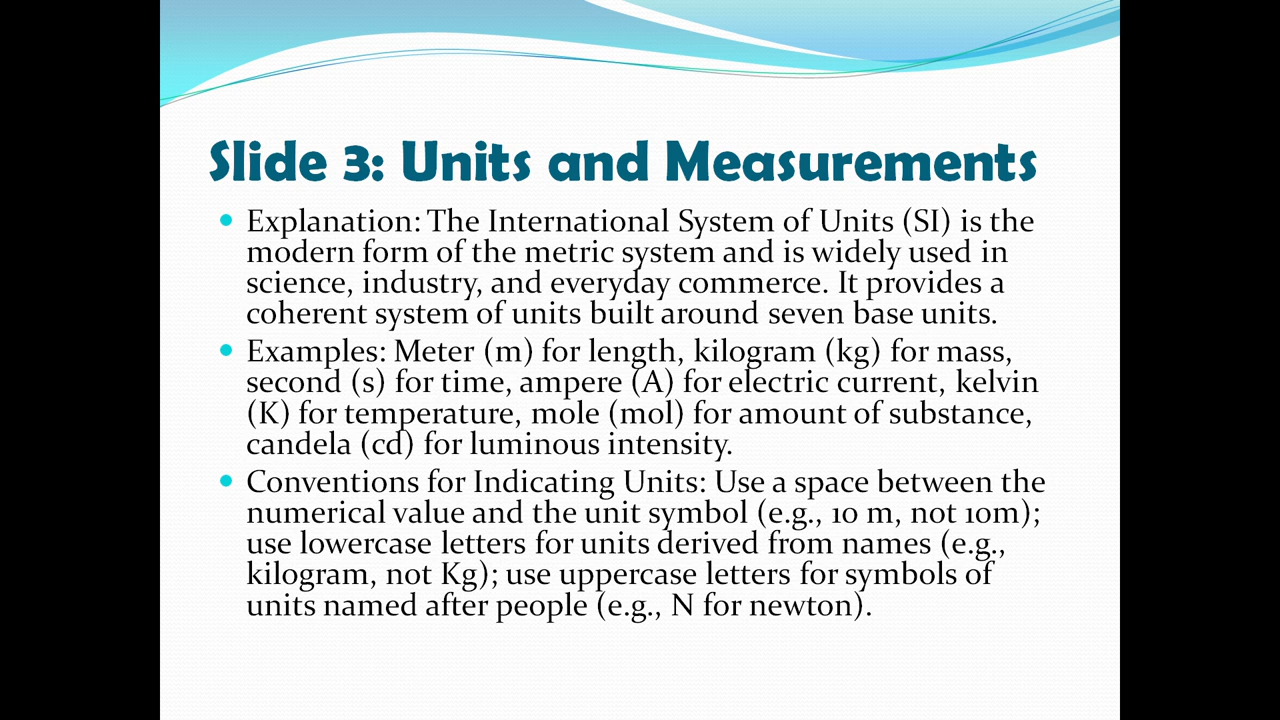 Slide 3: Units and Measurements
• Explanation: The International System of Units (SI) is the
modern form of the metric system and is widely used in
science, industry, and everyday commerce. It provides a
coherent system of units built around seven base units.
• Examples: Meter (m) for length, kilogram (kg) for mass,
second (s) for time, ampere (A) for electric current, kelvin
(K) for temperature, mole (mol) for amount of substance,
candela (cd) for luminous intensity.
• Conventions for Indicating Units: Use a space between the
numerical value and the unit symbol (e.g., 10 m, not 10m);
use lowercase letters for units derived from names (e.g.,
kilogram, not Kg); use uppercase letters for symbols of
units named after people (e.g., N for newton).